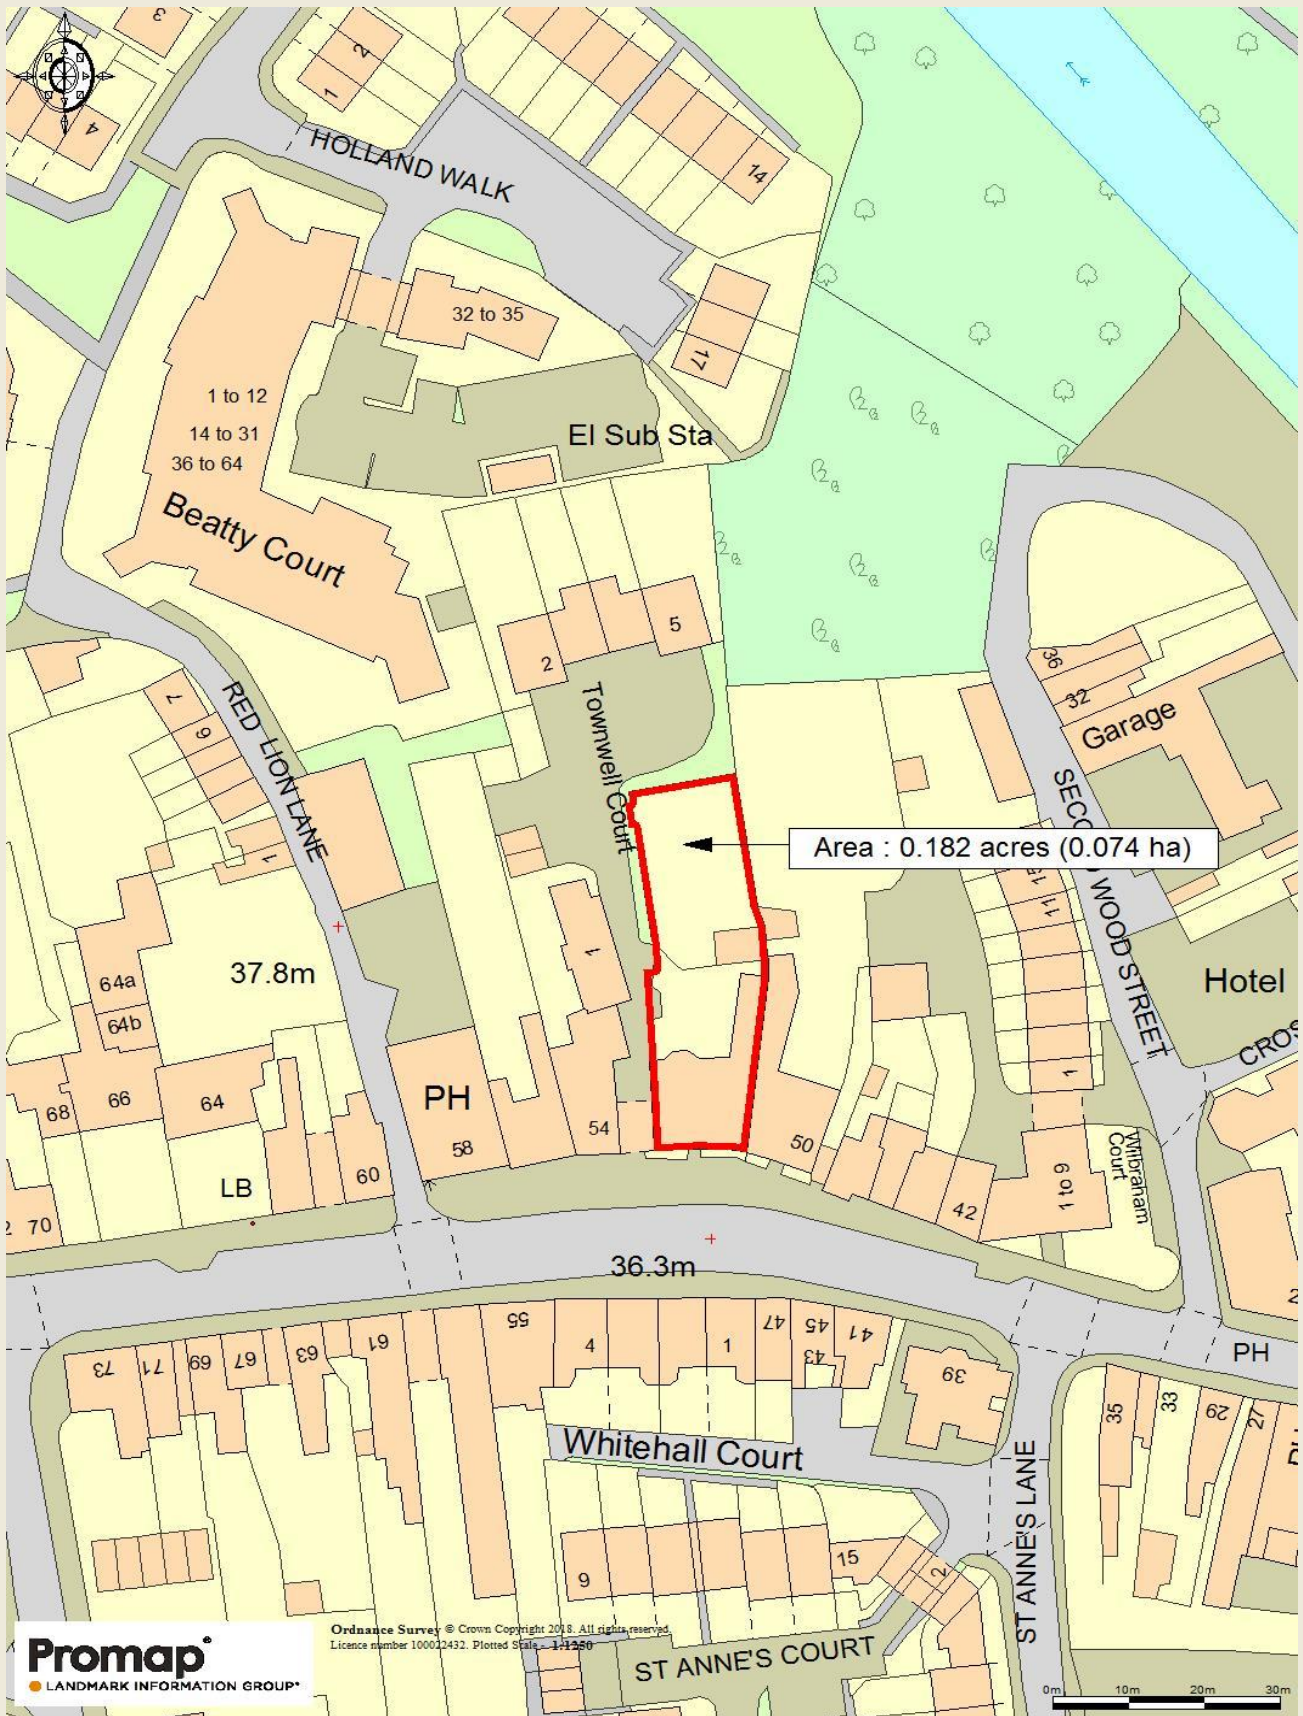 3
2
1
4
HOLLAND WALK
14
32 to 35
17
1 to 12
14 to 31
36 to 64
El Sub Sta
Beatty Court
5
2
36
32
Garage
7
9
RED LION LANE
Townwell Court
SECOND WOOD STREET
Area : 0.182 acres (0.074 ha)
1
11
1
64a
37.8m
Hotel
64b
CROS
68
66
64
PH
1
54
58
50
60
LB
42
1 to 9
Wilbraham
Court
70
36.3m
73
71
69
67
63
61
55
4
1
47
45
43
41
39
PH
2
35
33
29
27
Whitehall Court
ST ANNE'S LANE
9
15
2
ST ANNE'S COURT
Promap®
LANDMARK INFORMATION GROUP®
Ordnance Survey © Crown Copyright 2018. All rights reserved.
Licence number 100022432. Plotted Scale - 1:1250
0m 10m 20m 30m